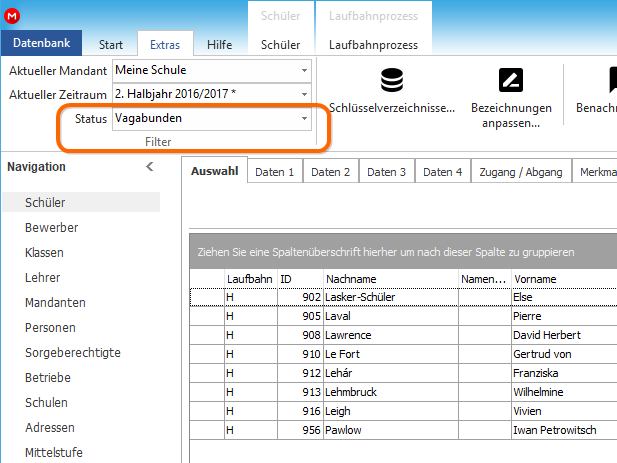 M
Schüler Laufbahnprozess
Datenbank Start Extras Hilfe Schüler Laufbahnprozess
Aktueller Mandant Meine Schule
Aktueller Zeitraum 2. Halbjahr 2016/2017 *
Status Vagabunden
Filter
Schlüsselverzeichnisse...
Bezeichnungen
anpassen...
Benach
Navigation
Schüler
Bewerber
Klassen
Lehrer
Mandanten
Personen
Sorgeberechtigte
Betriebe
Schulen
Adressen
Mittelstufe
Auswahl Daten 1 Daten 2 Daten 3 Daten 4 Zugang / Abgang Merkma
Ziehen Sie eine Spaltenüberschrift hierher um nach dieser Spalte zu gruppieren
Laufbahn ID Nachname Namen... Vorname
H 902 Lasker-Schüler Else
H 905 Laval Pierre
H 908 Lawrence David Herbert
H 910 Le Fort Gertrud von
H 912 Lehár Franziska
H 913 Lehmbruck Wilhelmine
H 916 Leigh Vivien
H 956 Pawlow Iwan Petrowitsch